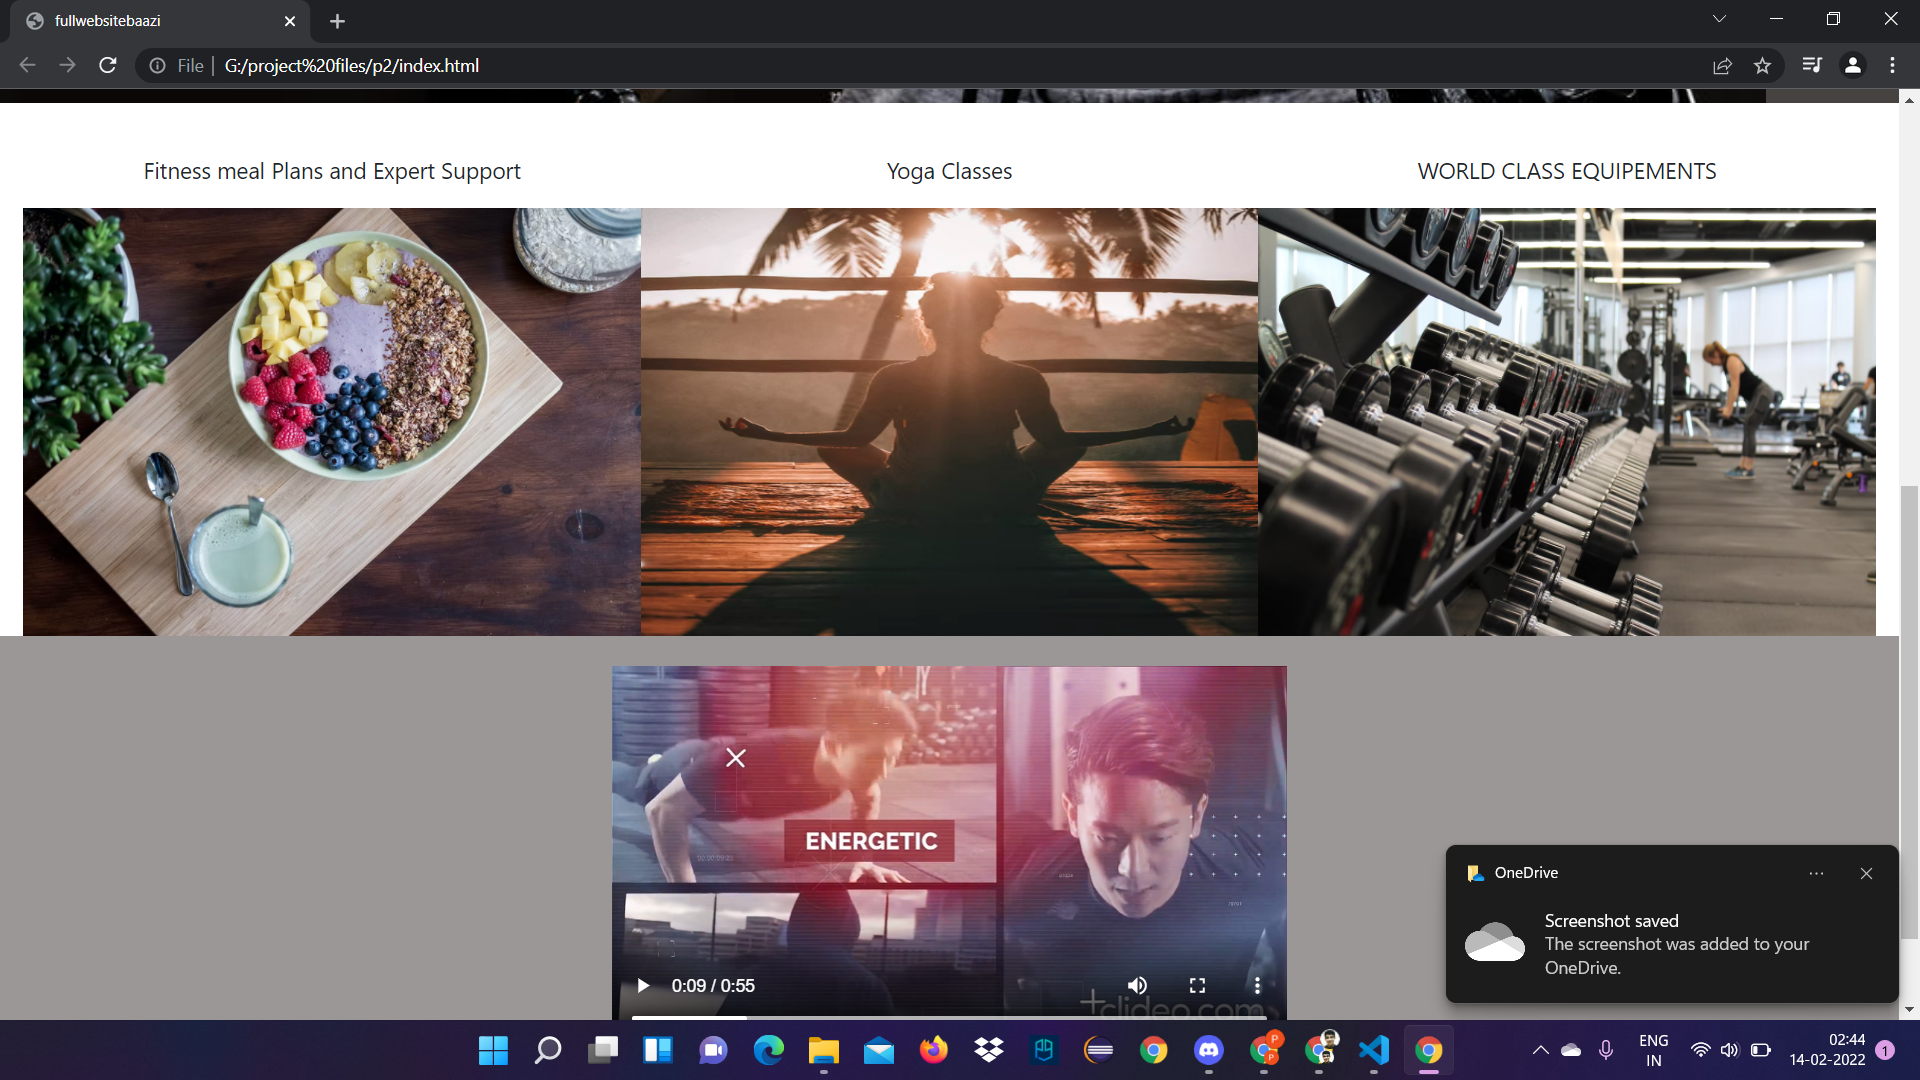 fullwebsitebaazi
File | G:/project%20files/p2/index.html
Fitness meal Plans and Expert Support
Yoga Classes
WORLD CLASS EQUIPEMENTS
ENERGETIC
0:09 / 0:55
clideo.com
OneDrive
Screenshot saved
The screenshot was added to your
OneDrive.
ENG
IN
02:44
14-02-2022
1